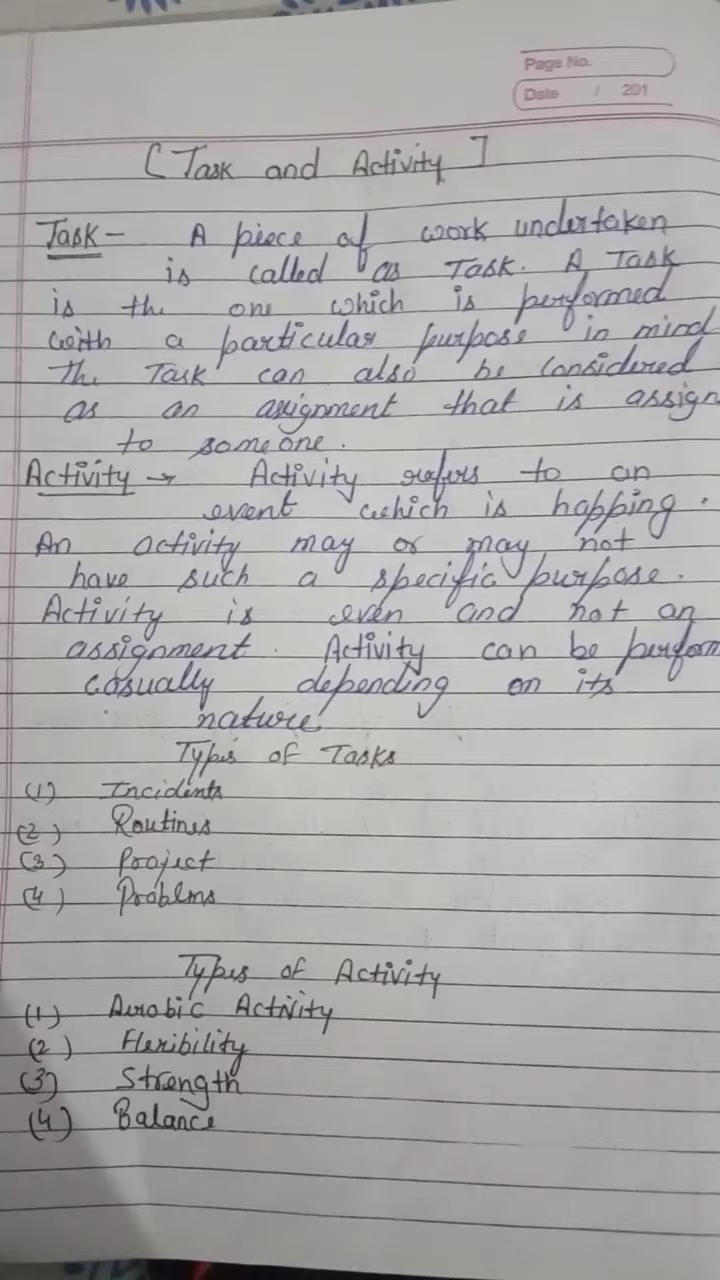 Page No.
Date / 201
[ Task and Activity ]
Task - A piece of work undertaken
is called as Task. A Task
is the one which is performed
with a particular purpose in mind
The Task can also be Considered
as an assignment that is assign
to someone.
Activity → Activity refers to an
event which is happing.
An activity may or may not
have such a specific purpose.
Activity is even and not an
assignment. Activity can be perform
casually depending on its
nature
Types of Tasks
(1) Incidents
(2) Routines
(3) Project
(4) Problms
Types of Activity
(1) Aerobic Activity
(2) Flexibility
(3) Strength
(4) Balance